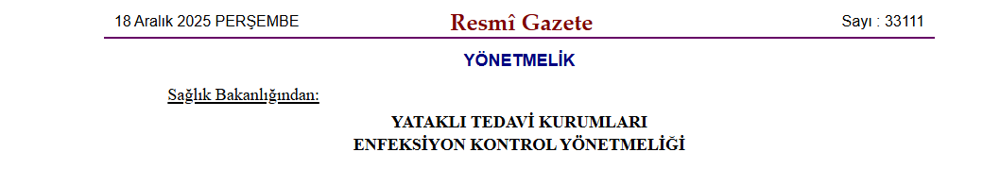 18 Aralık 2025 PERŞEMBE Resmî Gazete Sayı : 33111
YÖNETMELİK
Sağlık Bakanlığından:
YATAKLI TEDAVİ KURUMLARI
ENFEKSİYON KONTROL YÖNETMELİĞİ